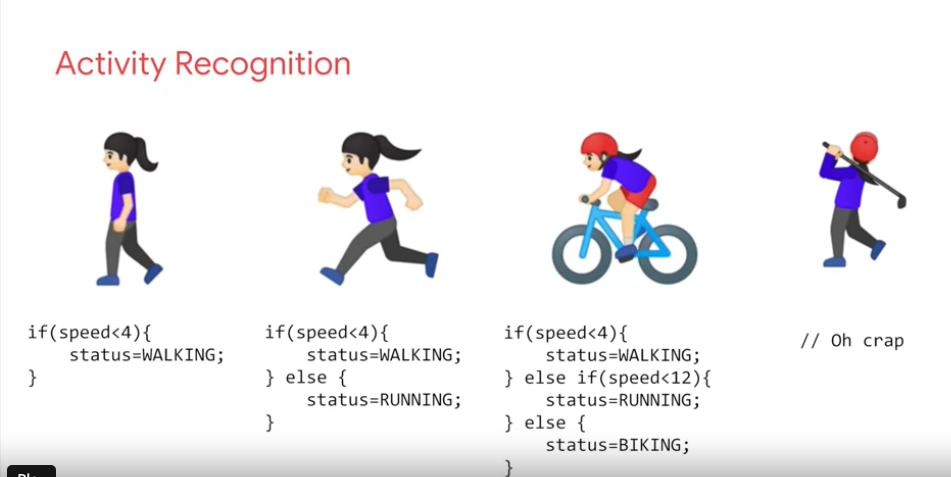 Activity Recognition
if(speed<4){
    status=WALKING;
}
if(speed<4){
    status=WALKING;
} else {
    status=RUNNING;
}
if(speed<4){
    status=WALKING;
} else if(speed<12){
    status=RUNNING;
} else {
    status=BIKING;
}
// Oh crap